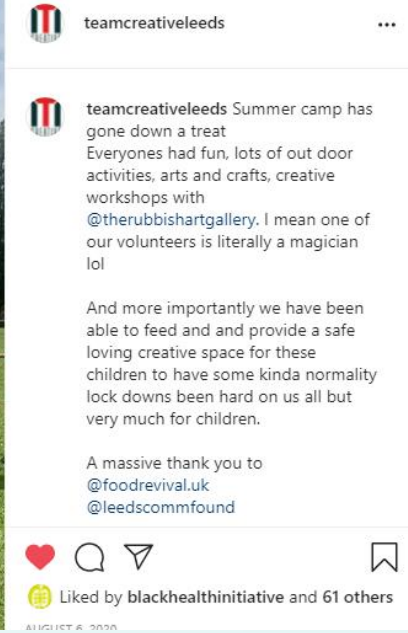 teamcreativeleeds
teamcreativeleeds Summer camp has
gone down a treat
Everyones had fun, lots of out door
activities, arts and crafts, creative
workshops with
@therubbishartgallery. I mean one of
our volunteers is literally a magician
lol
And more importantly we have been
able to feed and and provide a safe
loving creative space for these
children to have some kinda normality
lock downs been hard on us all but
very much for children.
A massive thank you to
@foodrevival.uk
@leedscommfound
Liked by blackhealthinitiative and 61 others
AUGUST 6, 2020